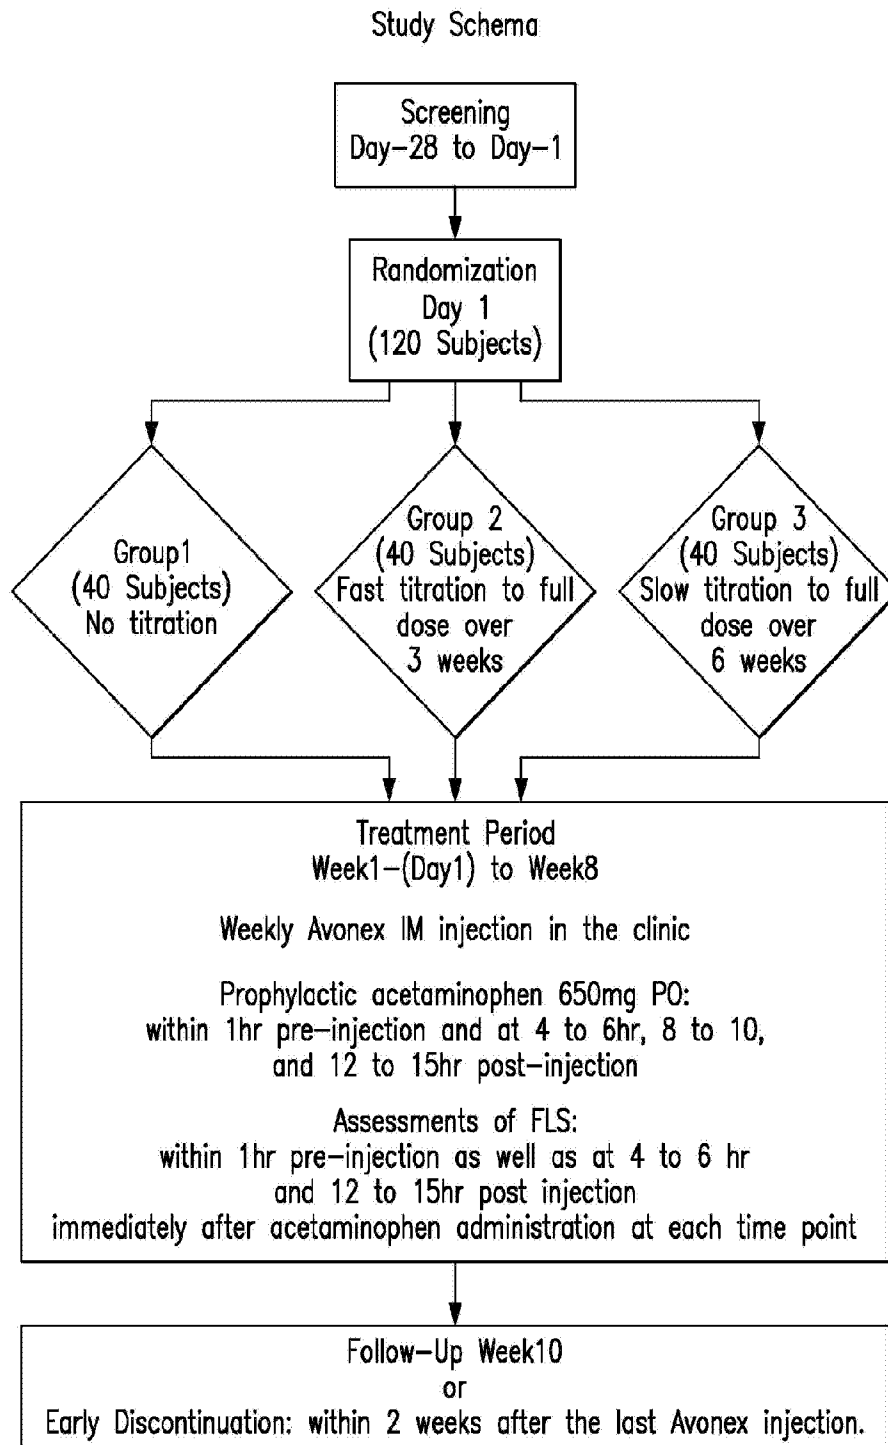 Study Schema
Screening
Day-28 to Day-1
Randomization
Day 1
(120 Subjects)
Group1
(40 Subjects)
No titration
Group 2
(40 Subjects)
Fast titration to full
dose over
3 weeks
Group 3
(40 Subjects)
Slow titration to full
dose over
6 weeks
Treatment Period
Week1-(Day1) to Week8
Weekly Avonex IM injection in the clinic
Prophylactic acetaminophen 650mg PO:
within 1hr pre-injection and at 4 to 6hr, 8 to 10,
and 12 to 15hr post-injection
Assessments of FLS:
within 1hr pre-injection as well as at 4 to 6 hr
and 12 to 15hr post injection
immediately after acetaminophen administration at each time point
Follow-Up Week10
or
Early Discontinuation: within 2 weeks after the last Avonex injection.